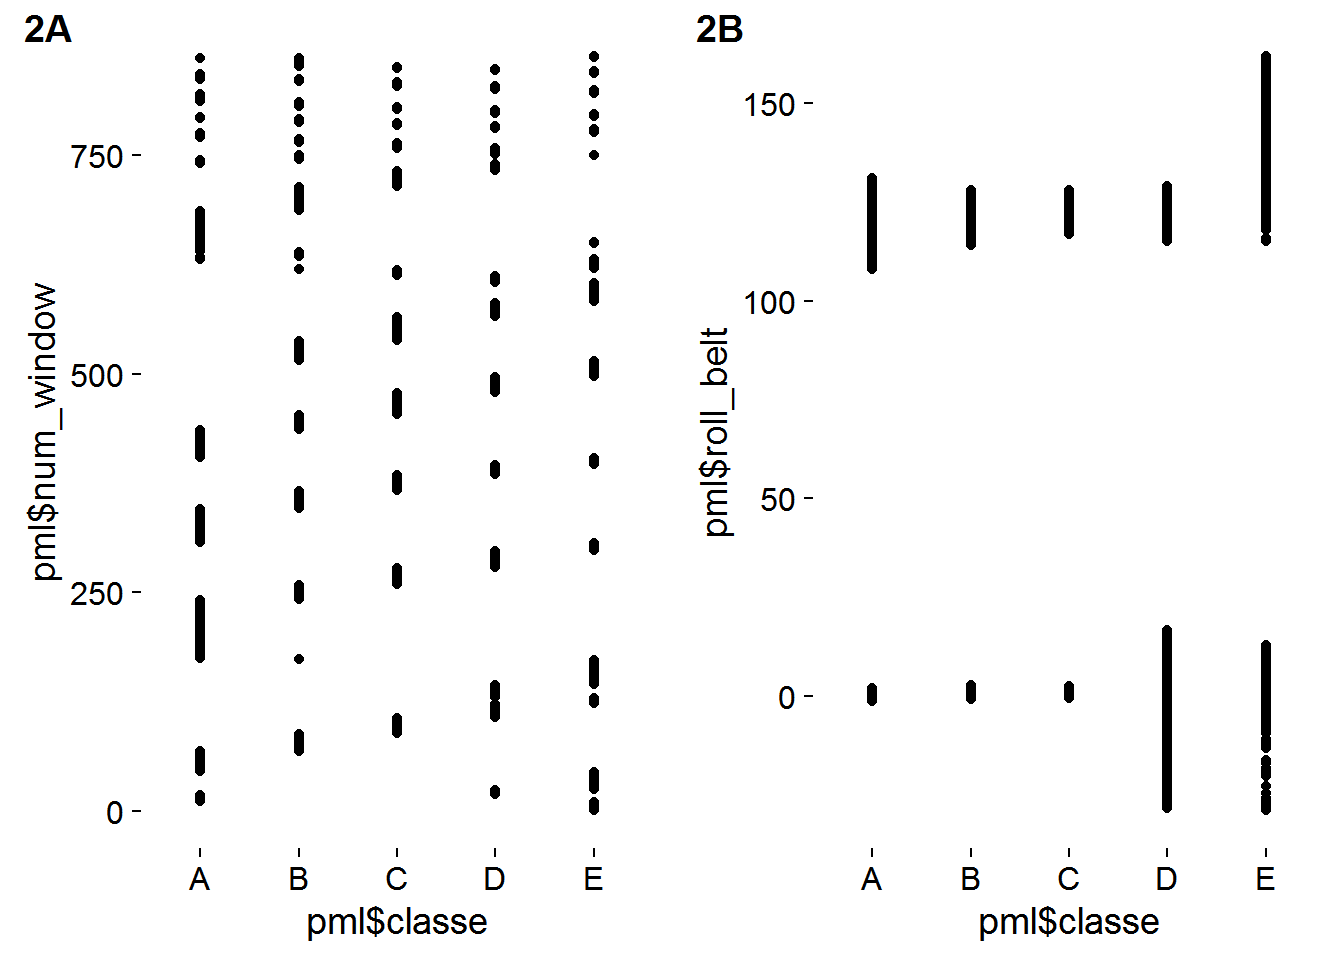 2A
pml$num_window
750
500
250
0
A B C D E
pml$classe
2B
pml$roll_belt
150
100
50
0
A B C D E
pml$classe